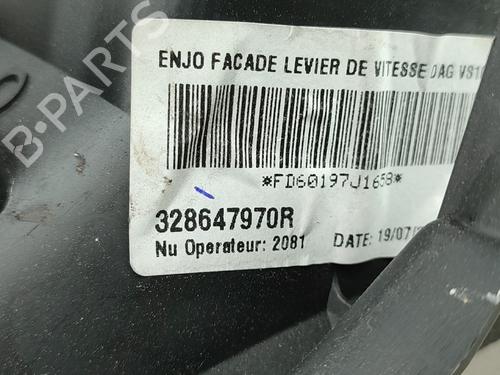 ENJO FACADE LEVIER DE VITESSE DAG VS1
*FD60197J1658*
328647970R
Nu Operateur: 2081 DATE: 19/07/
B-PARTS